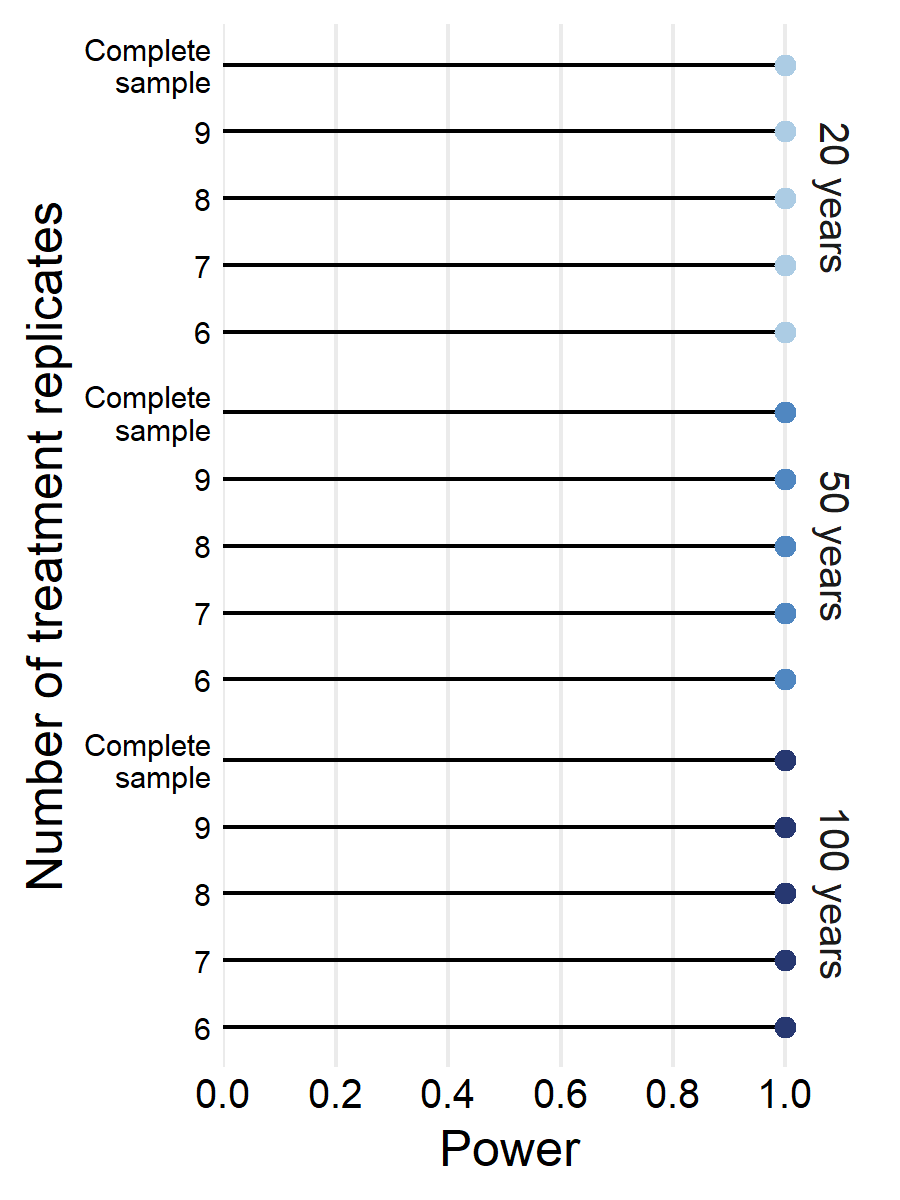 Number of treatment replicates
Complete
sample
9
8
7
6
20 years
Complete
sample
9
8
7
6
50 years
Complete
sample
9
8
7
6
100 years
0.0 0.2 0.4 0.6 0.8 1.0
Power